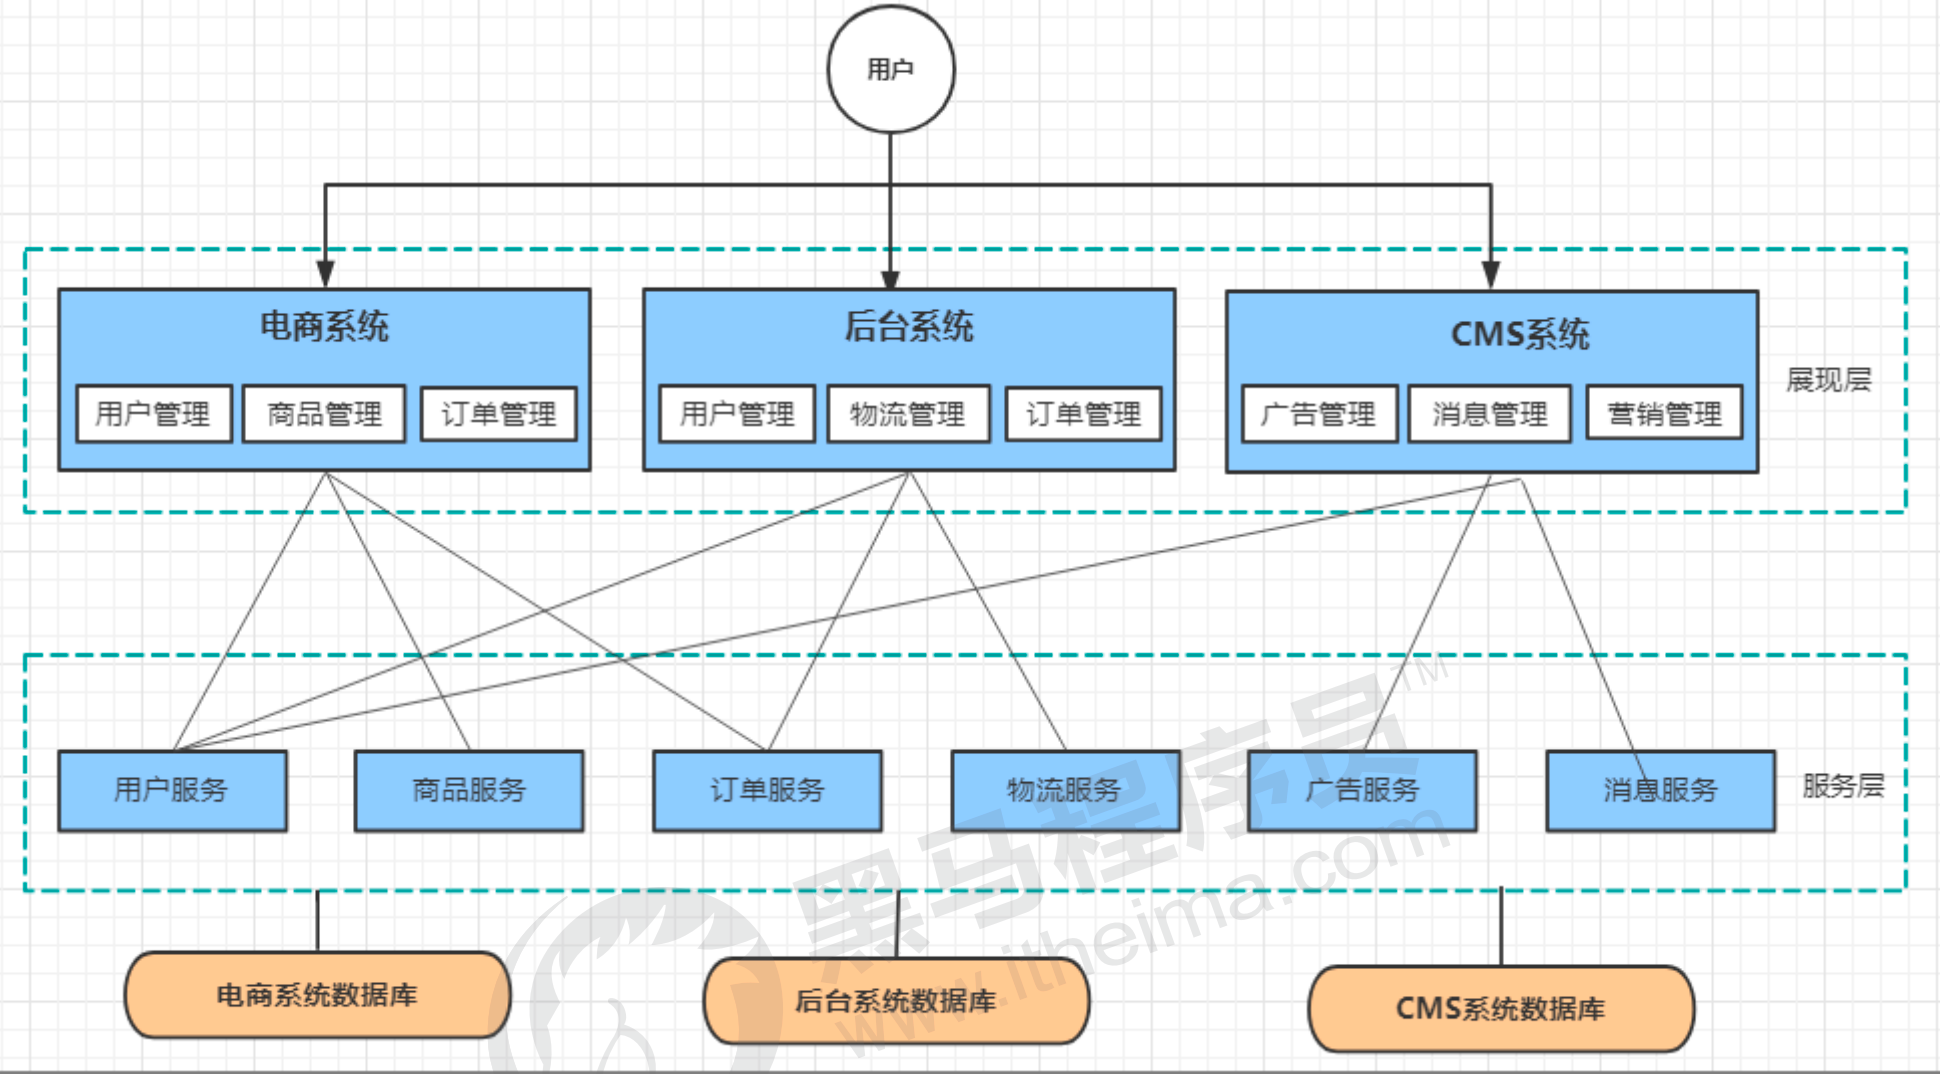 用户
电商系统
用户管理
商品管理
订单管理
后台系统
用户管理
物流管理
订单管理
CMS系统
广告管理
消息管理
营销管理
展现层
用户服务
商品服务
订单服务
物流服务
广告服务
消息服务
服务层
电商系统数据库
后台系统数据库
CMS系统数据库
黑马程序员™
www.itheima.com